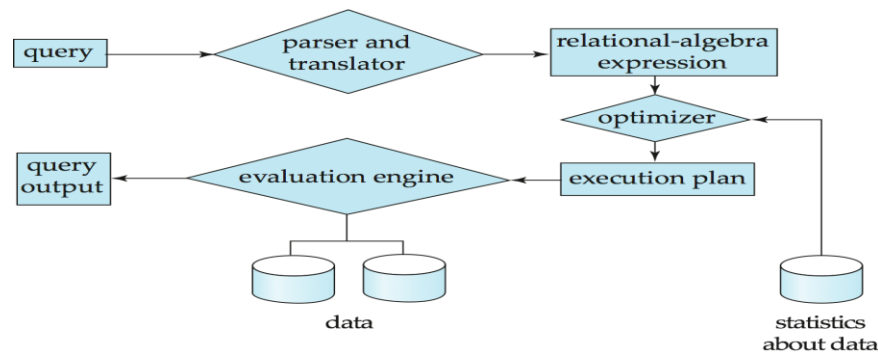 query
parser and
translator
relational-algebra
expression
optimizer
query
output
evaluation engine
execution plan
data
statistics
about data